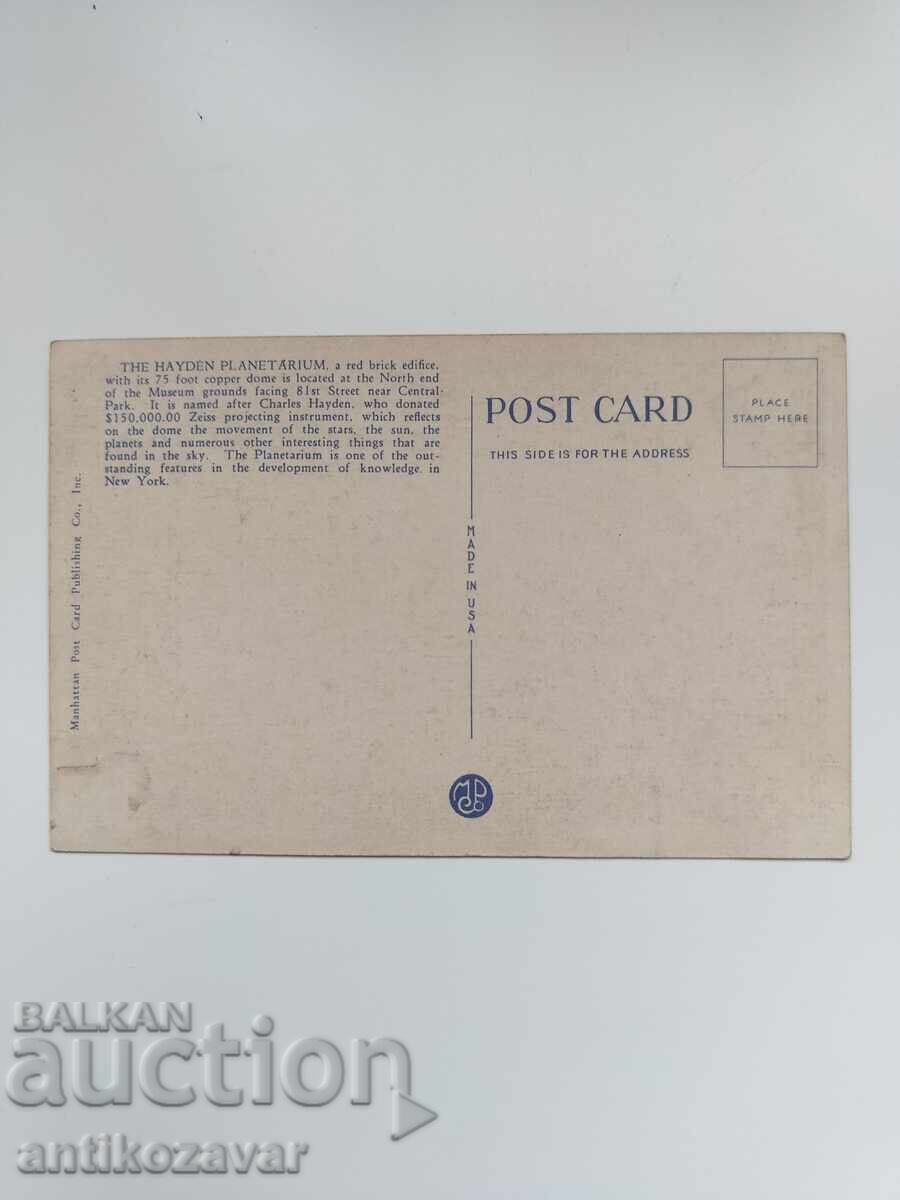 THE HAYDEN PLANETARIUM, a red brick edifice,
with its 75 foot copper dome is located at the North end
of the Museum grounds facing 81st Street near Central
Park. It is named after Charles Hayden, who donated
$150,000.00 Zeiss projecting instrument, which reflects
on the dome the movement of the stars, the sun, the
planets and numerous other interesting things that are
found in the sky. The Planetarium is one of the out-
standing features in the development of knowledge in
New York.
Manhattan Post Card Publishing Co., Inc.
MADE IN USA
POST CARD
THIS SIDE IS FOR THE ADDRESS
PLACE
STAMP HERE
BALKAN
auction
antikozavar